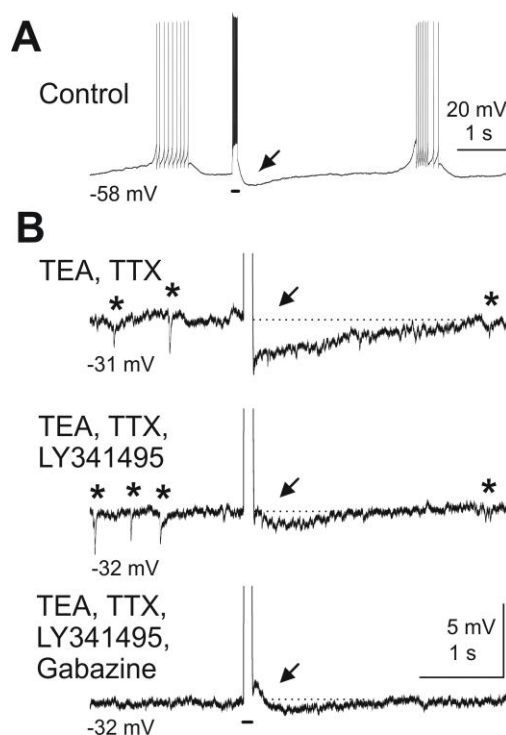 A
Control
20 mV
1 s
-58 mV
B
TEA, TTX
* * *
-31 mV
TEA, TTX,
LY341495
* * * *
-32 mV
TEA, TTX,
LY341495,
Gabazine
5 mV
1 s
-32 mV